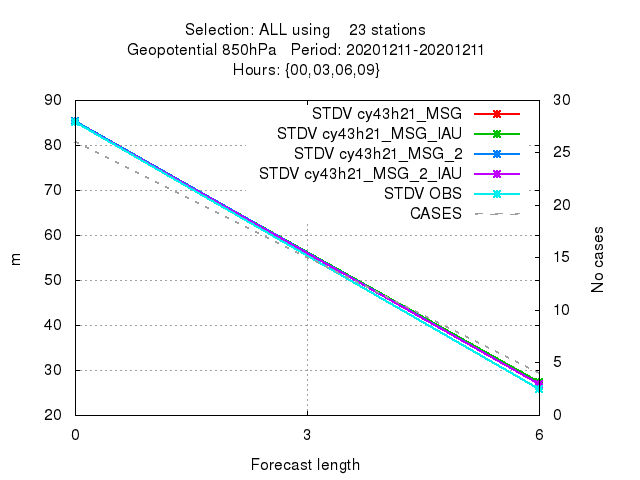 Selection: ALL using 23 stations
Geopotential 850hPa Period: 20201211-20201211
Hours: {00,03,06,09}
90
80
70
60
50
40
30
20
m
30
25
20
15
10
5
0
No cases
STDV cy43h21_MSG
STDV cy43h21_MSG_IAU
STDV cy43h21_MSG_2
STDV cy43h21_MSG_2_IAU
STDV OBS
CASES
0 3 6
Forecast length